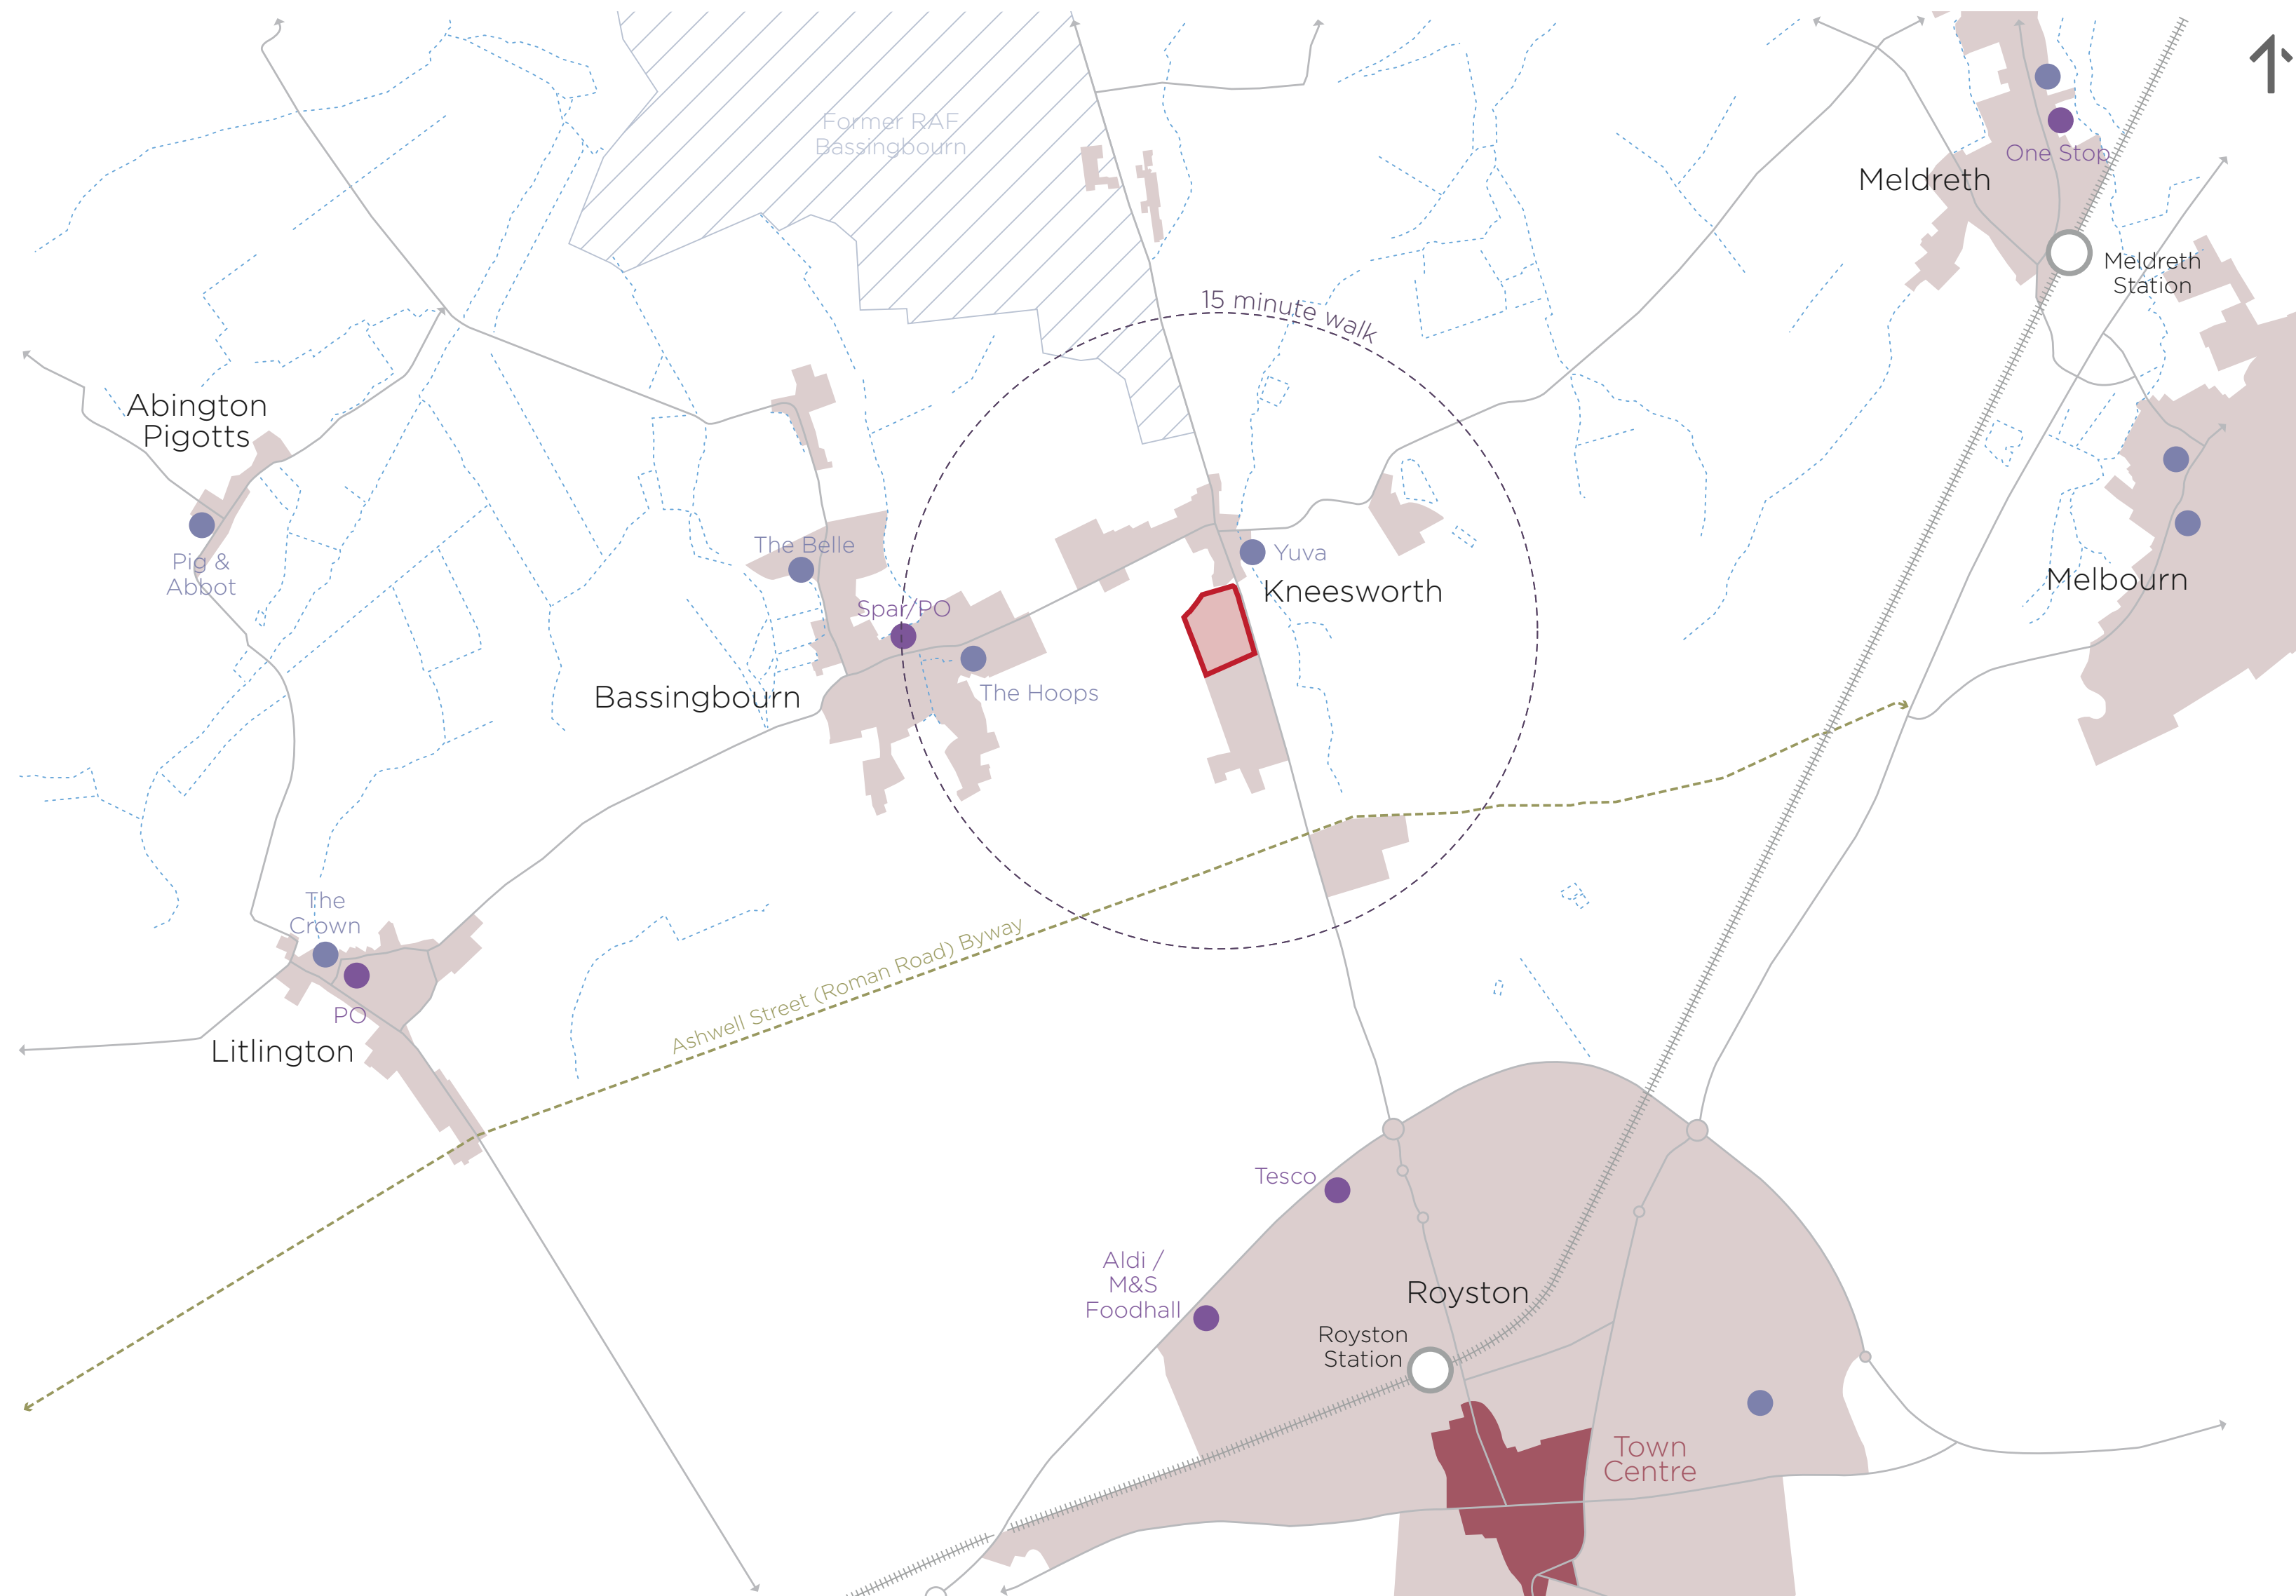 Former RAF
Bassingbourn
One Stop
Meldreth
Meldreth
Station
15 minute walk
Abington
Pigotts
Pig &
Abbot
The Belle
Yuva
Kneesworth
Melbourn
Spar/PO
Bassingbourn
The Hoops
The
Crown
PO
Litlington
Ashwell Street (Roman Road) Byway
Tesco
Aldi /
M&S
Foodhall
Royston
Royston
Station
Town
Centre